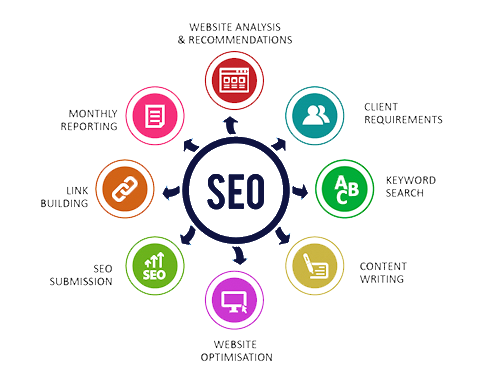 WEBSITE ANALYSIS
& RECOMMENDATIONS
CLIENT
REQUIREMENTS
KEYWORD
SEARCH
A B
C
CONTENT
WRITING
WEBSITE
OPTIMISATION
SEO
SEO
SUBMISSION
LINK
BUILDING
MONTHLY
REPORTING
SEO